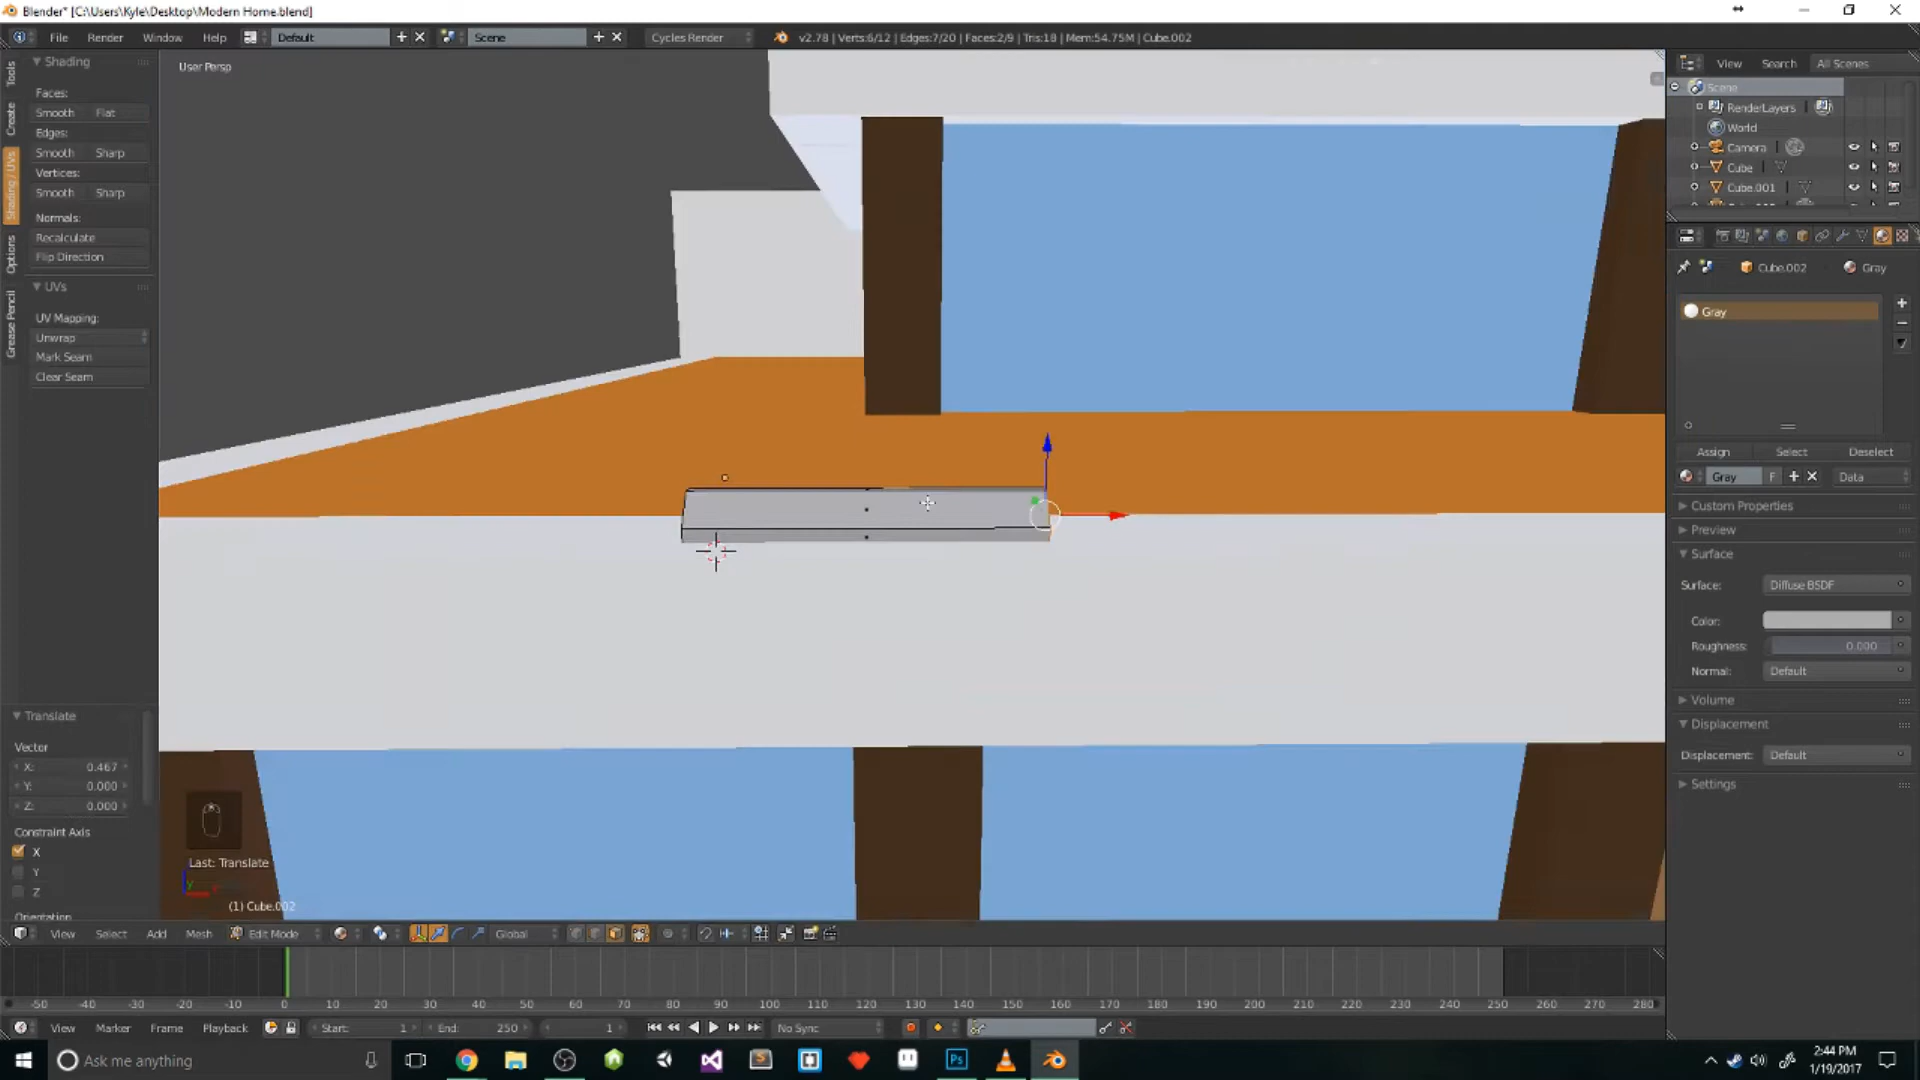 Blender* [C:\Users\Kyle\Desktop\Modern Home.blend]
File Render Window Help Default Scene Cycles Render v2.78 | Verts:6/12 | Edges:7/20 | Faces:2/9 | Tris:18 | Mem:54.75M | Cube.002
Tools
Create
Shading / UVs
Options
Grease Pencil
Shading
Faces:
Smooth Flat
Edges:
Smooth Sharp
Vertices:
Smooth Sharp
Normals:
Recalculate
Flip Direction
UVs
UV Mapping:
Unwrap
Mark Seam
Clear Seam
Translate
Vector
X: 0.467
Y: 0.000
Z: 0.000
Constraint Axis
X
Y
Z
Orientation
User Persp
Last: Translate
(1) Cube.002
View Search All Scenes
Scene
RenderLayers
World
Camera
Cube
Cube.001
Cube.002 Gray
Gray
Assign Select Deselect
Gray F Data
Custom Properties
Preview
Surface
Surface: Diffuse BSDF
Color:
Roughness: 0.000
Normal: Default
Volume
Displacement
Displacement: Default
Settings
View Select Add Mesh Edit Mode Global
-50 -40 -30 -20 -10 0 10 20 30 40 50 60 70 80 90 100 110 120 130 140 150 160 170 180 190 200 210 220 230 240 250 260 270 280
View Marker Frame Playback Start: 1 End: 250 1 No Sync
Ask me anything
Ps
2:44 PM
1/19/2017